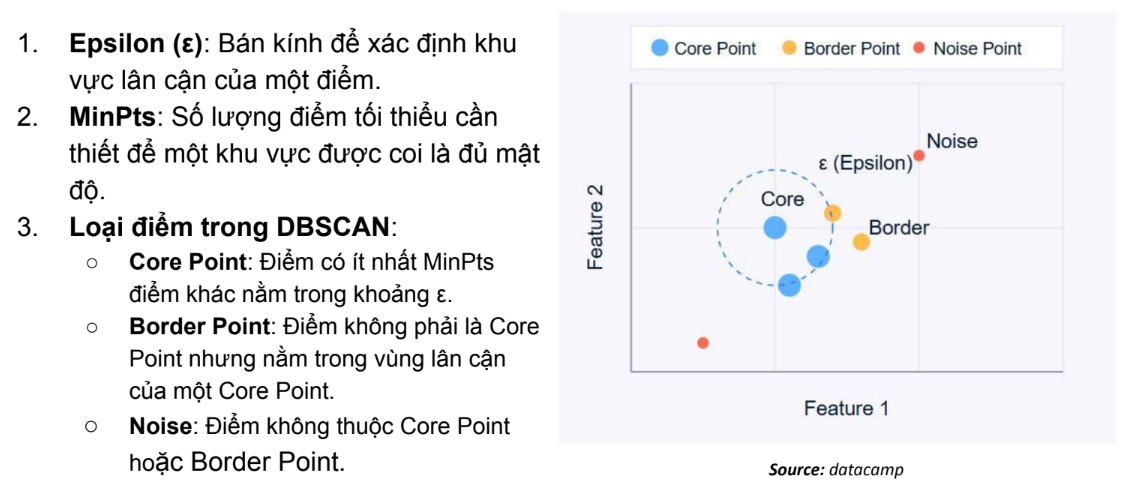 1. Epsilon (ε): Bán kính để xác định khu
vực lân cận của một điểm.
2. MinPts: Số lượng điểm tối thiểu cần
thiết để một khu vực được coi là đủ mật
độ.
3. Loại điểm trong DBSCAN:
○ Core Point: Điểm có ít nhất MinPts
điểm khác nằm trong khoảng ε.
○ Border Point: Điểm không phải là Core
Point nhưng nằm trong vùng lân cận
của một Core Point.
○ Noise: Điểm không thuộc Core Point
hoặc Border Point.
Core Point Border Point Noise Point
Noise
ε (Epsilon)
Core
Border
Feature 2
Feature 1
Source: datacamp